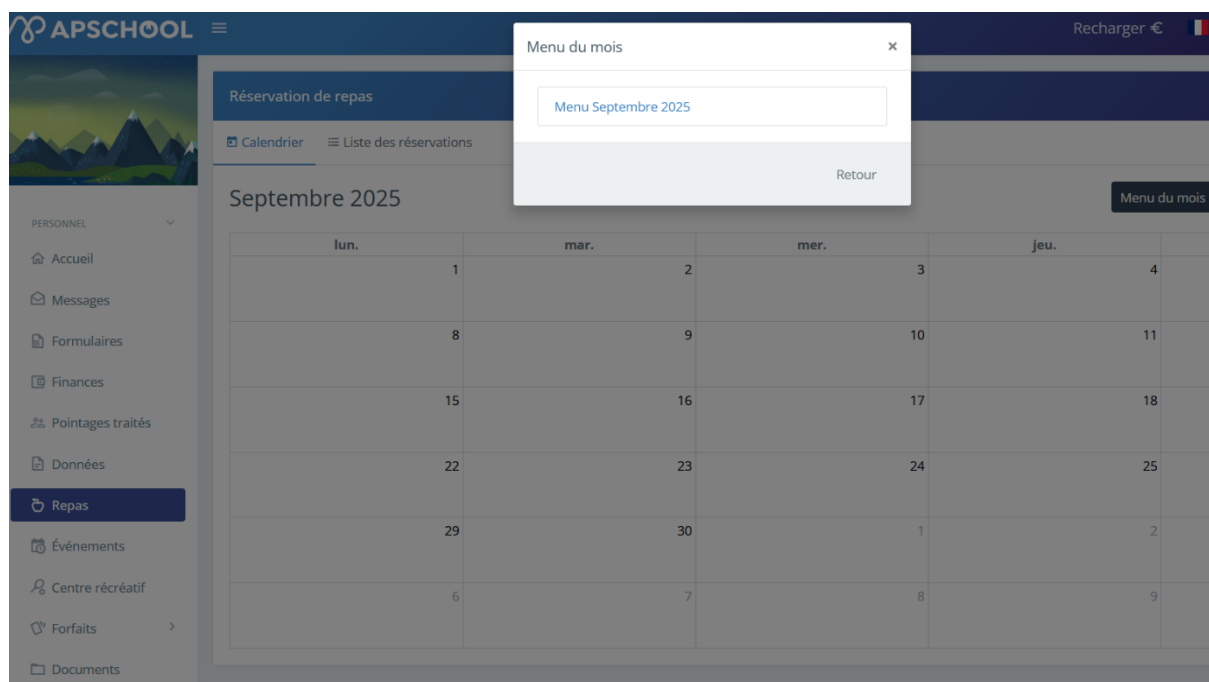 APSCHOOL
Recharger €
Menu du mois
×
Menu Septembre 2025
Retour
Réservation de repas
Calendrier
Liste des réservations
Septembre 2025
Menu du mois
lun. mar. mer. jeu.
1 2 3 4
8 9 10 11
15 16 17 18
22 23 24 25
29 30 1 2
6 7 8 9
PERSONNEL
Accueil
Messages
Formulaires
Finances
Pointages traités
Données
Repas
Événements
Centre récréatif
Forfaits
Documents